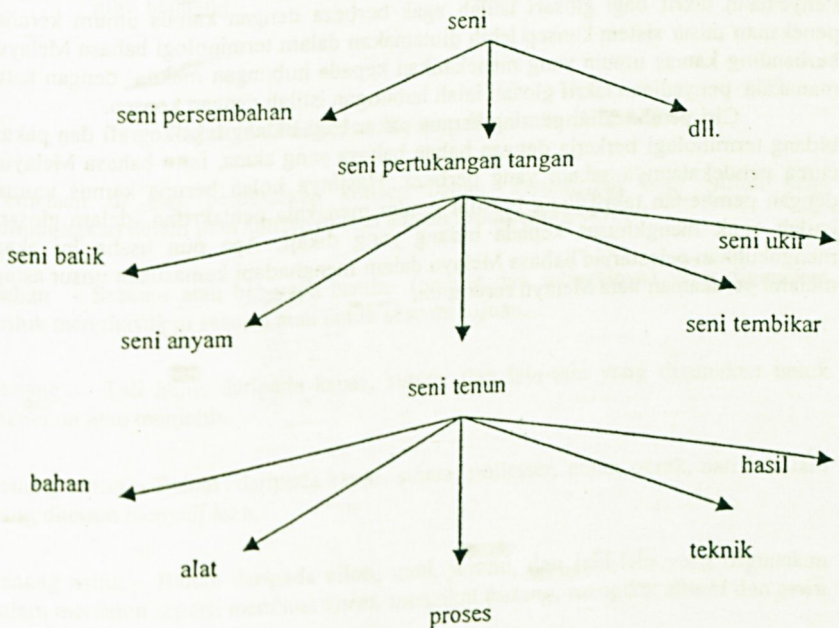 seni
seni persembahan
dll.
seni pertukangan tangan
seni batik
seni ukir
seni anyam
seni tembikar
seni tenun
bahan
hasil
alat
teknik
proses